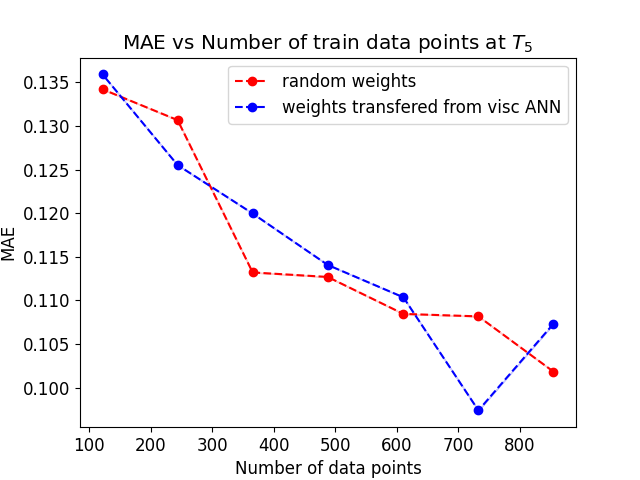 MAE vs Number of train data points at $T_5$
random weights
weights transfered from visc ANN
MAE
0.135
0.130
0.125
0.120
0.115
0.110
0.105
0.100
100 200 300 400 500 600 700 800
Number of data points